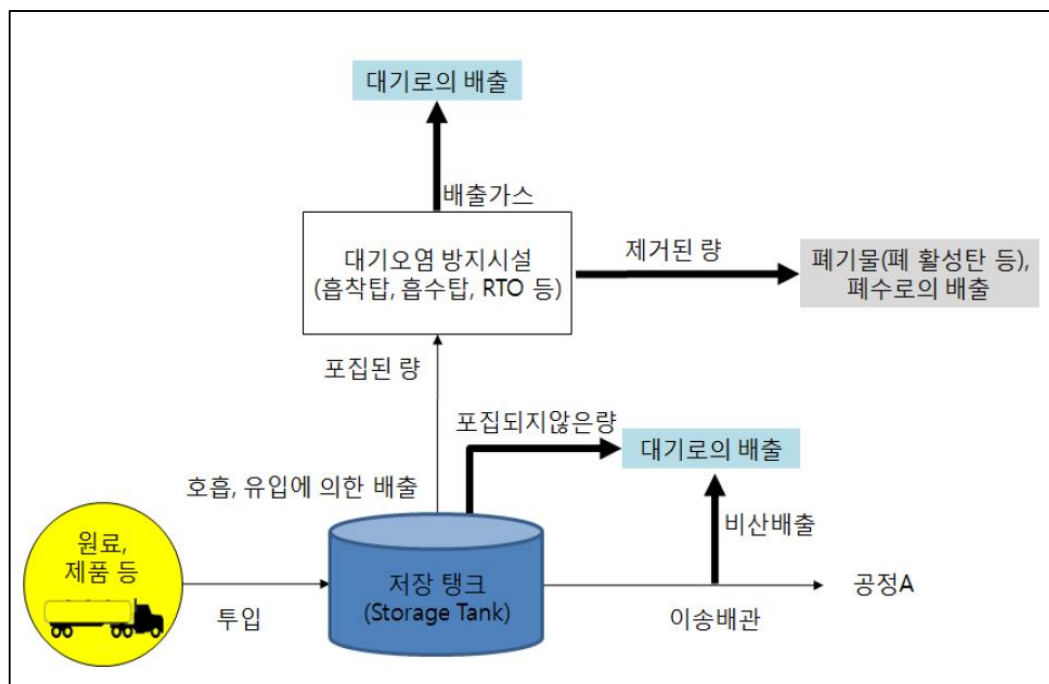 대기로의 배출
배출가스
대기오염 방지시설
(흡착탑, 흡수탑, RTO 등)
제거된 량
폐기물(폐 활성탄 등),
폐수로의 배출
포집된 량
포집되지않은량
대기로의 배출
호흡, 유입에 의한 배출
비산배출
원료,
제품 등
투입
저장 탱크
(Storage Tank)
이송배관
공정A